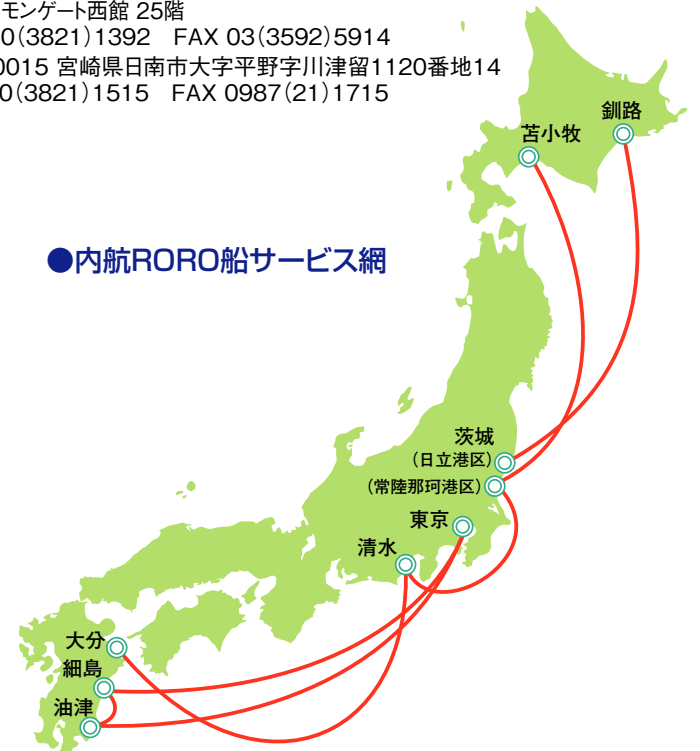 モンゲート西館 25階
0(3821)1392 FAX 03(3592)5914
0015 宮崎県日南市大字平野字川津留1120番地14
0(3821)1515 FAX 0987(21)1715
釧路
苫小牧
●内航RORO船サービス網
茨城
(日立港区)
(常陸那珂港区)
東京
清水
大分
細島
油津